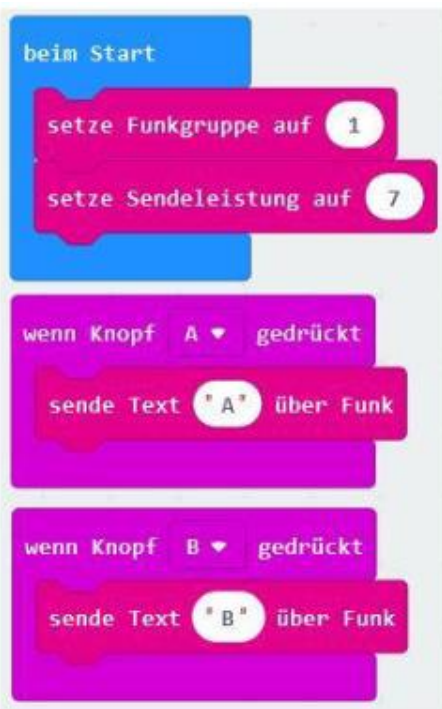 beim Start
setze Funkgruppe auf 1
setze Sendeleistung auf 7
wenn Knopf A gedrückt
sende Text "A" über Funk
wenn Knopf B gedrückt
sende Text "B" über Funk